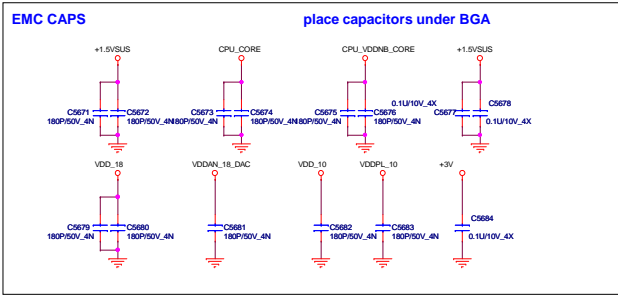 EMC CAPS
place capacitors under BGA
+1.5VSUS
CPU_CORE
CPU_VDDNB_CORE
+1.5VSUS
0.1U/10V_4X
C5671
C5672
C5673
C5674
C5675
C5676
C5677
C5678
180P/50V_4N
180P/50V_4N
180P/50V_4N
180P/50V_4N
180P/50V_4N
180P/50V_4N
0.1U/10V_4X
VDD_18
VDDAN_18_DAC
VDD_10
VDDPL_10
+3V
C5679
C5680
C5681
C5682
C5683
C5684
180P/50V_4N
180P/50V_4N
180P/50V_4N
180P/50V_4N
180P/50V_4N
0.1U/10V_4X